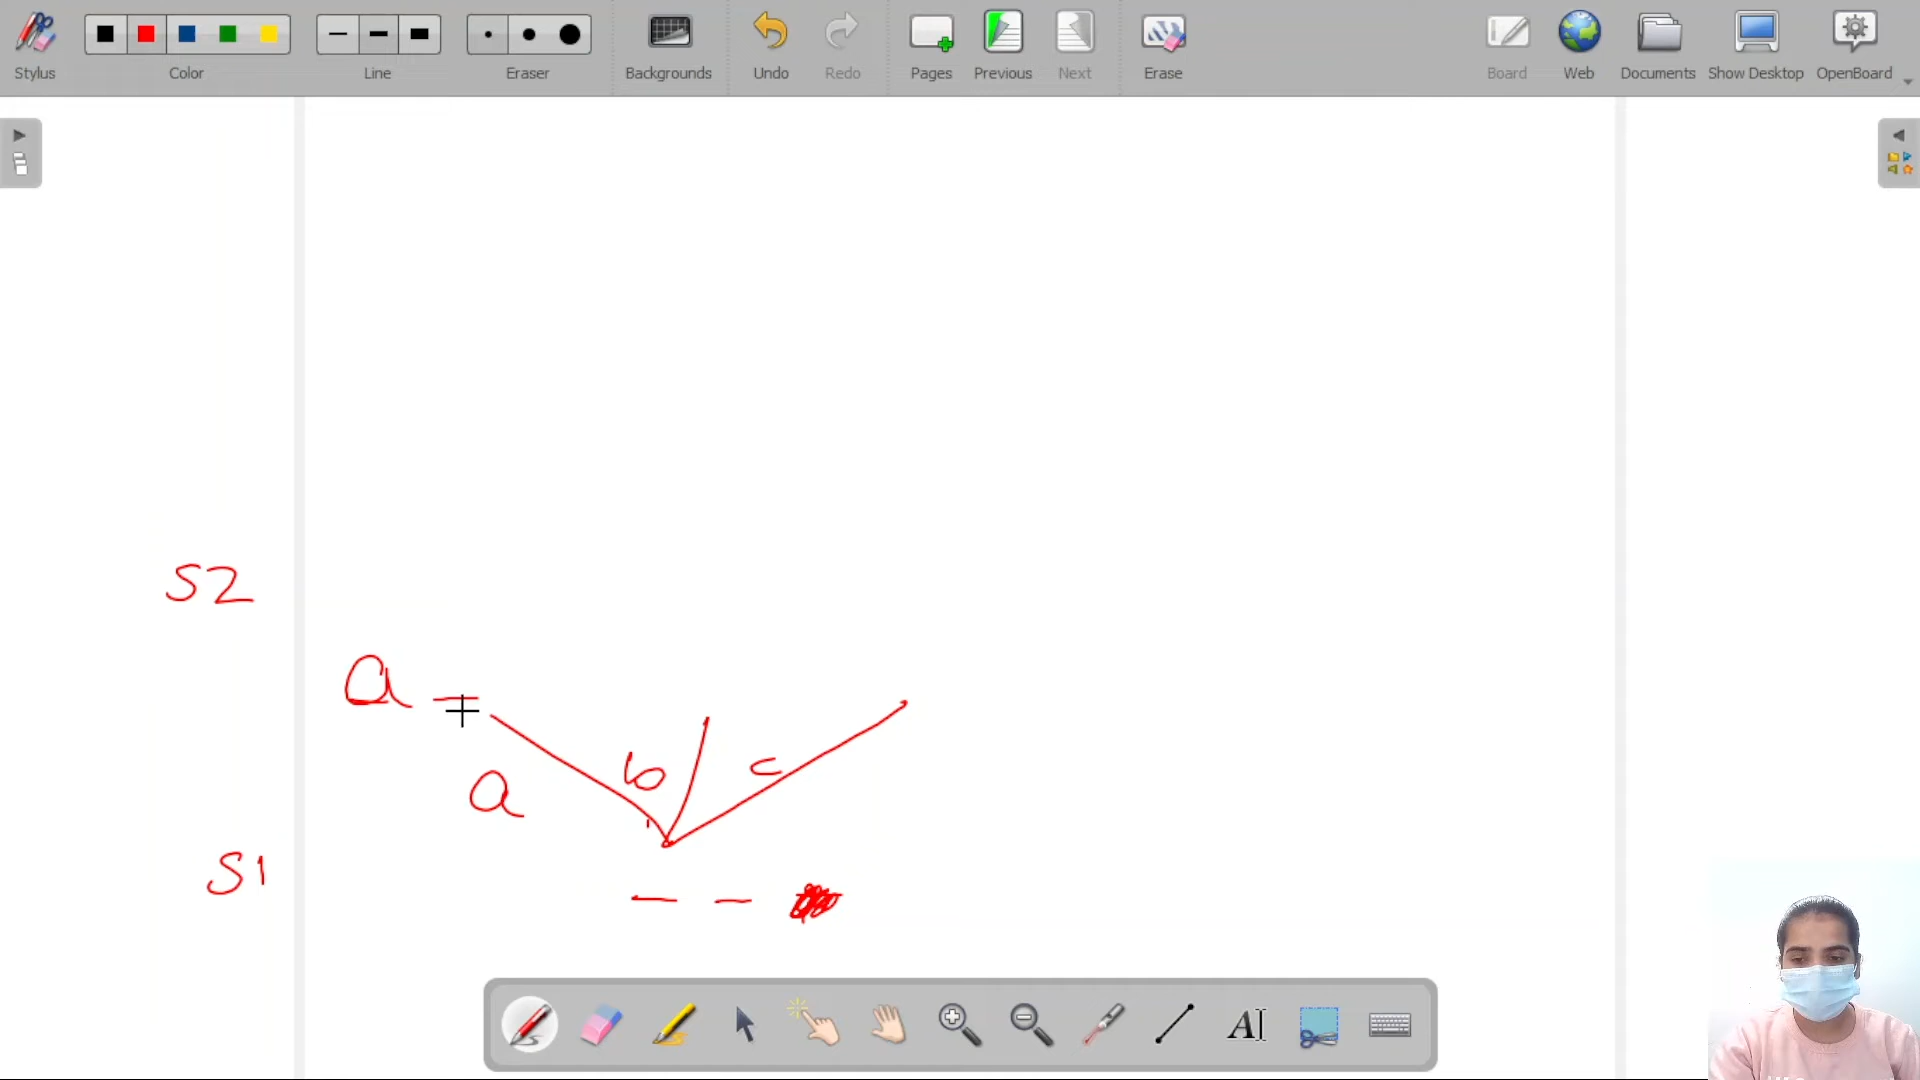 Stylus Color Line Eraser Backgrounds Undo Redo Pages Previous Next Erase Board Web Documents Show Desktop OpenBoard
S2
a
a b c
S1
A